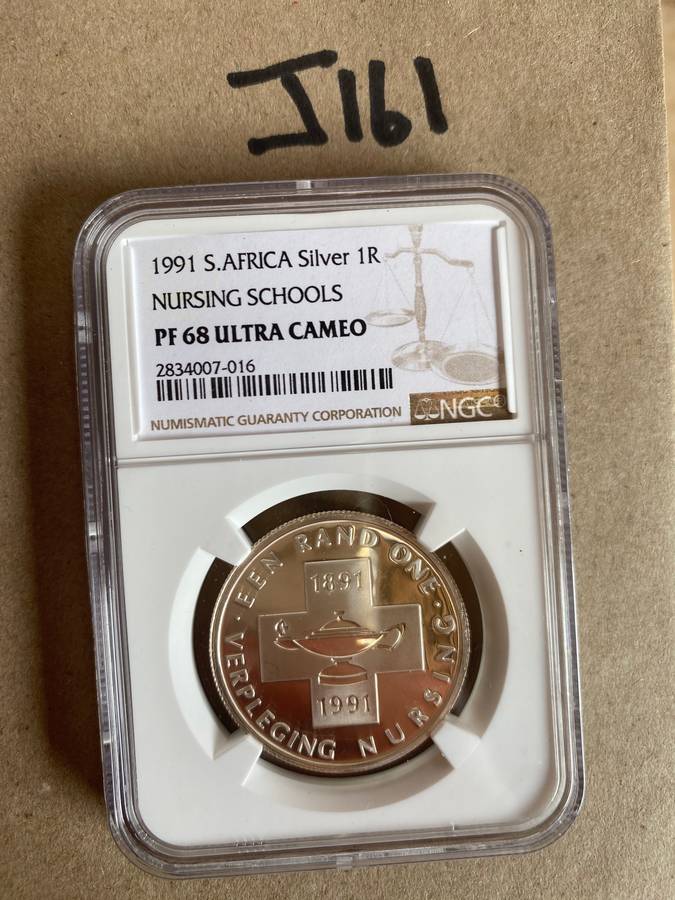 J161
1991 S.AFRICA Silver 1R
NURSING SCHOOLS
PF 68 ULTRA CAMEO
2834007-016
NUMISMATIC GUARANTY CORPORATION
NGC
EEN RAND ONE
1891
1991
VERPLEGING NURSING